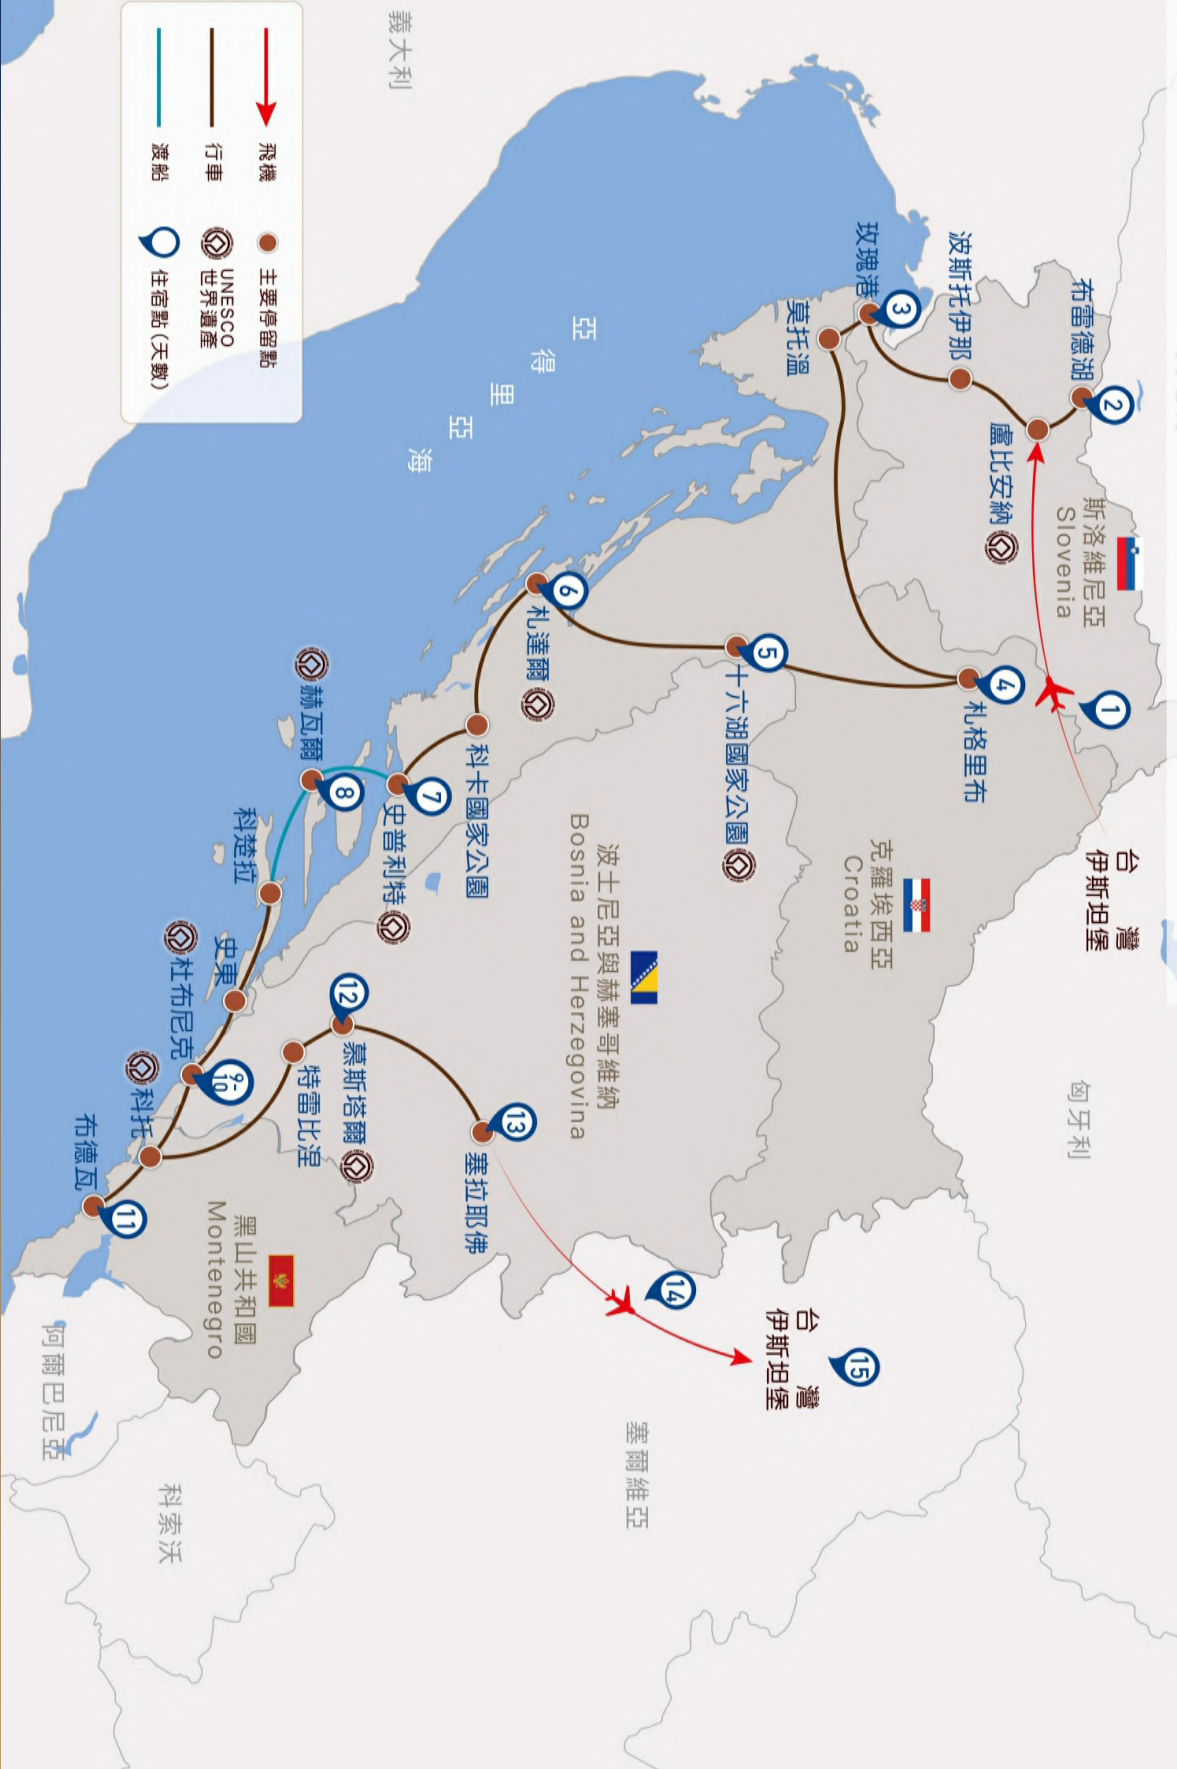 台灣
伊斯坦堡
1
斯洛維尼亞
Slovenia
布雷德湖
2
盧比安納
波斯托伊那
玫瑰港
3
莫托溫
札格里布
4
克羅埃西亞
Croatia
匈牙利
十六湖國家公園
5
札達爾
6
科卡國家公園
史普利特
7
赫瓦爾
8
科楚拉
史東
杜布尼克
9-10
科托
布德瓦
11
黑山共和國
Montenegro
特雷比涅
慕斯塔爾
12
塞拉耶佛
13
波士尼亞與赫塞哥維納
Bosnia and Herzegovina
14
台灣
伊斯坦堡
15
塞爾維亞
科索沃
阿爾巴尼亞
義大利
亞得里亞海
飛機
行車
渡船
主要停留點
UNESCO
世界遺產
住宿點(天數)